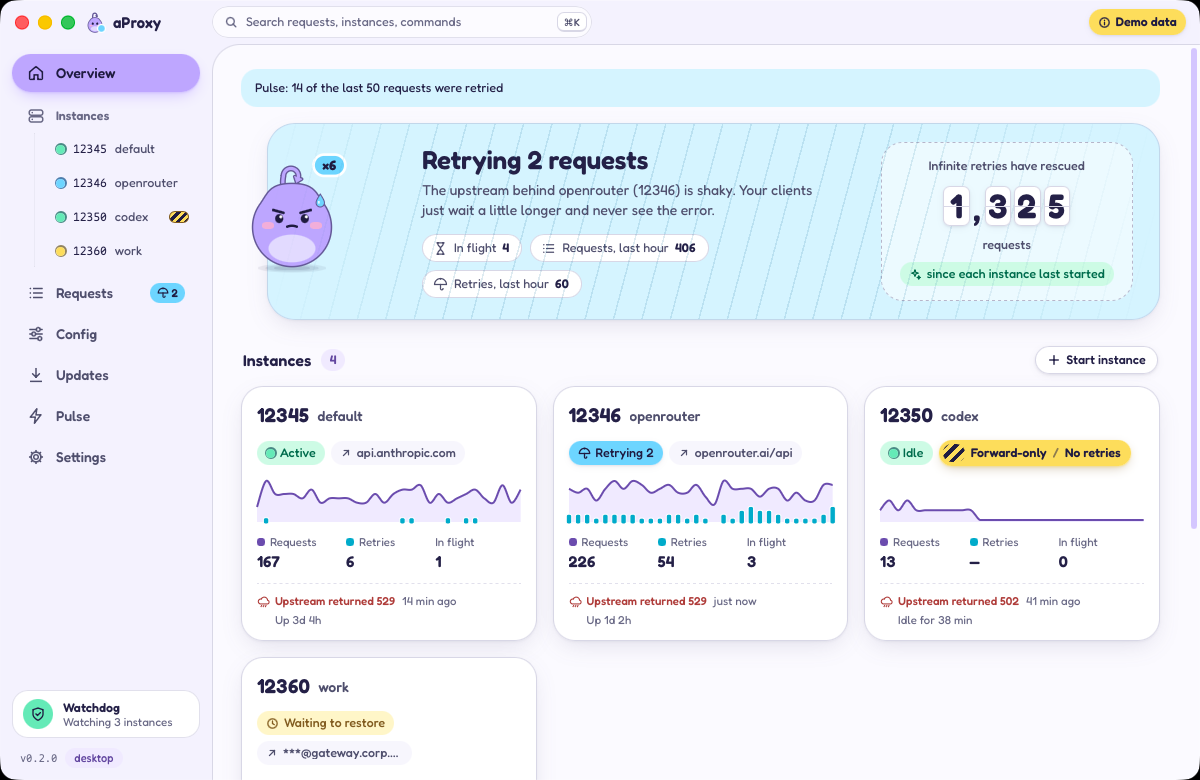 aProxy
Search requests, instances, commands
⌘K
Demo data
Overview
Instances
12345 default
12346 openrouter
12350 codex
12360 work
Requests
2
Config
Updates
Pulse
Settings
Watchdog
Watching 3 instances
v0.2.0 desktop
Pulse: 14 of the last 50 requests were retried
×6
Retrying 2 requests
The upstream behind openrouter (12346) is shaky. Your clients
just wait a little longer and never see the error.
In flight 4
Requests, last hour 406
Retries, last hour 60
Infinite retries have rescued
1,325
requests
since each instance last started
Instances 4
Start instance
12345 default
Active
api.anthropic.com
Requests Retries In flight
167 6 1
Upstream returned 529 14 min ago
Up 3d 4h
12346 openrouter
Retrying 2
openrouter.ai/api
Requests Retries In flight
226 54 3
Upstream returned 529 just now
Up 1d 2h
12350 codex
Idle
Forward-only / No retries
Requests Retries In flight
13 – 0
Upstream returned 502 41 min ago
Idle for 38 min
12360 work
Waiting to restore
***@gateway.corp....